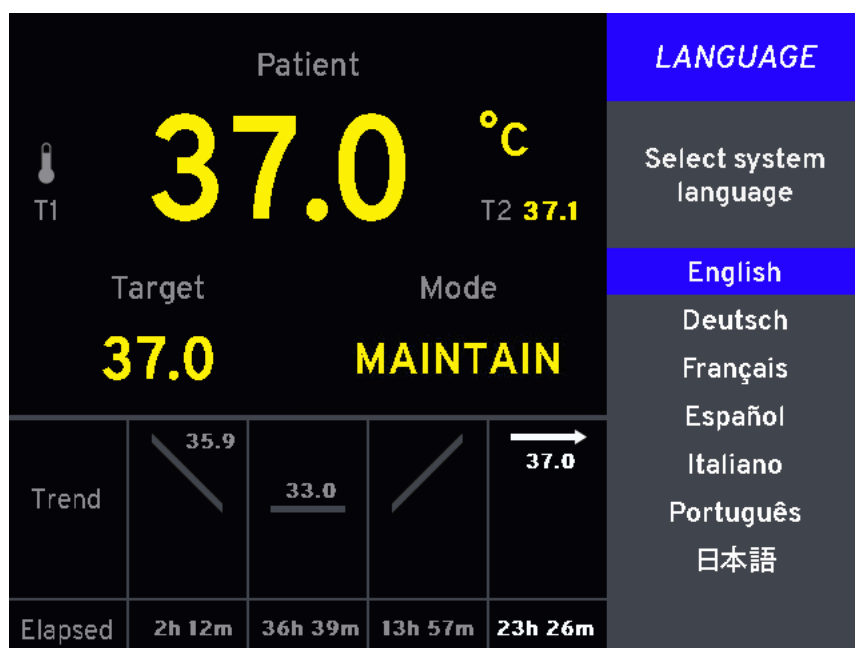 Patient
37.0 °C
T1
T2 37.1
Target
37.0
Mode
MAINTAIN
Trend
35.9
33.0
37.0
Elapsed
2h 12m
36h 39m
13h 57m
23h 26m
LANGUAGE
Select system
language
English
Deutsch
Français
Español
Italiano
Português
日本語